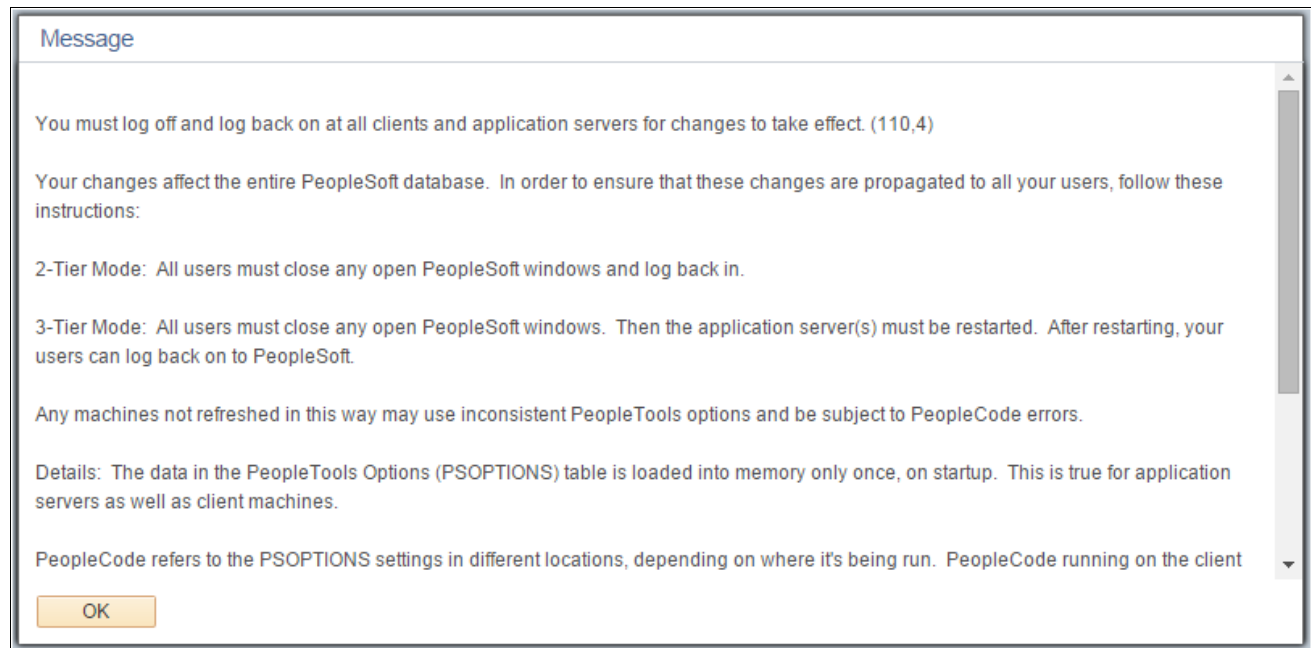 Message
You must log off and log back on at all clients and application servers for changes to take effect. (110,4)
Your changes affect the entire PeopleSoft database.  In order to ensure that these changes are propagated to all your users, follow these
instructions:
2-Tier Mode:  All users must close any open PeopleSoft windows and log back in.
3-Tier Mode:  All users must close any open PeopleSoft windows.  Then the application server(s) must be restarted.  After restarting, your
users can log back on to PeopleSoft.
Any machines not refreshed in this way may use inconsistent PeopleTools options and be subject to PeopleCode errors.
Details:  The data in the PeopleTools Options (PSOPTIONS) table is loaded into memory only once, on startup.  This is true for application
servers as well as client machines.
PeopleCode refers to the PSOPTIONS settings in different locations, depending on where it's being run.  PeopleCode running on the client
OK